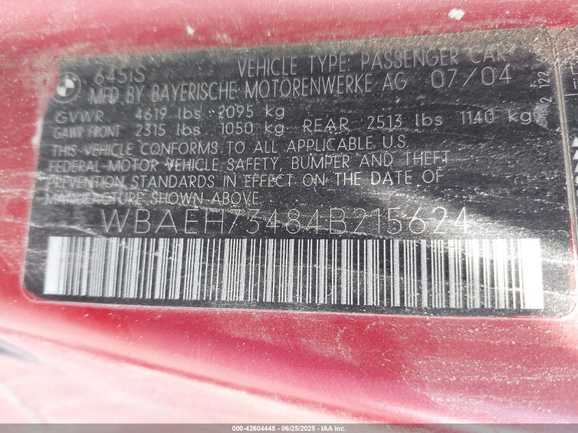 645iS VEHICLE TYPE: PASSENGER CAR
MFD BY BAYERISCHE MOTORENWERKE AG 07/04
GVWR 4619 lbs 2095 kg
GAWR FRONT 2315 lbs 1050 kg REAR 2513 lbs 1140 kg
THIS VEHICLE CONFORMS TO ALL APPLICABLE U.S.
FEDERAL-MOTOR VEHICLE SAFETY, BUMPER AND THEFT
PREVENTION STANDARDS IN EFFECT ON THE DATE OF
MANUFACTURE SHOWN ABOVE.
WBAEH73484B215624
000-42604445 - 06/25/2025 - IAA Inc.